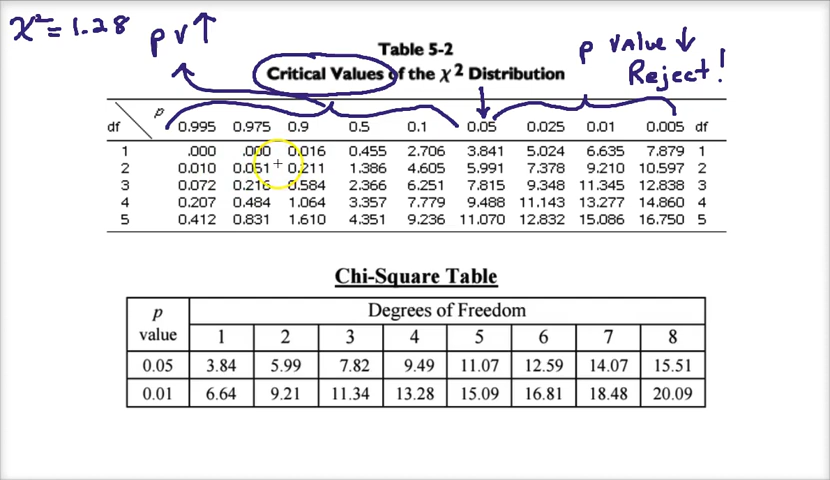 χ²= 1.28
p v ↑
p value ↓
Reject!
Table 5-2
Critical Values of the χ² Distribution
p
df 0.995 0.975 0.9 0.5 0.1 0.05 0.025 0.01 0.005 df
1 .000 .000 0.016 0.455 2.706 3.841 5.024 6.635 7.879 1
2 0.010 0.051 0.211 1.386 4.605 5.991 7.378 9.210 10.597 2
3 0.072 0.216 0.584 2.366 6.251 7.815 9.348 11.345 12.838 3
4 0.207 0.484 1.064 3.357 7.779 9.488 11.143 13.277 14.860 4
5 0.412 0.831 1.610 4.351 9.236 11.070 12.832 15.086 16.750 5
Chi-Square Table
p value
Degrees of Freedom
1 2 3 4 5 6 7 8
0.05 3.84 5.99 7.82 9.49 11.07 12.59 14.07 15.51
0.01 6.64 9.21 11.34 13.28 15.09 16.81 18.48 20.09